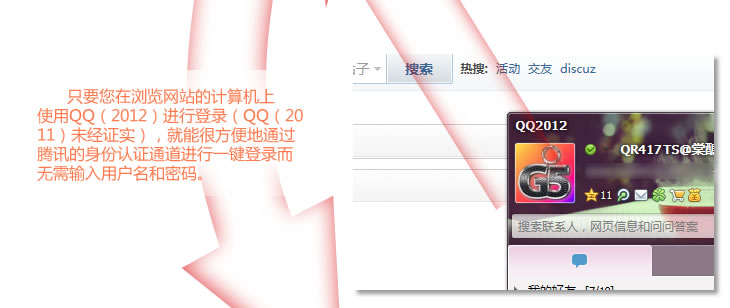 只要您在浏览网站的计算机上
使用QQ（2012）进行登录（QQ（20
11）未经证实），就能很方便地通过
腾讯的身份认证通道进行一键登录而
无需输入用户名和密码。
帖子 搜索 热搜: 活动 交友 discuz
QQ2012
QR417TS@棠
G5
11
搜索联系人，网页信息和问问答案
我的好友 [7/10]